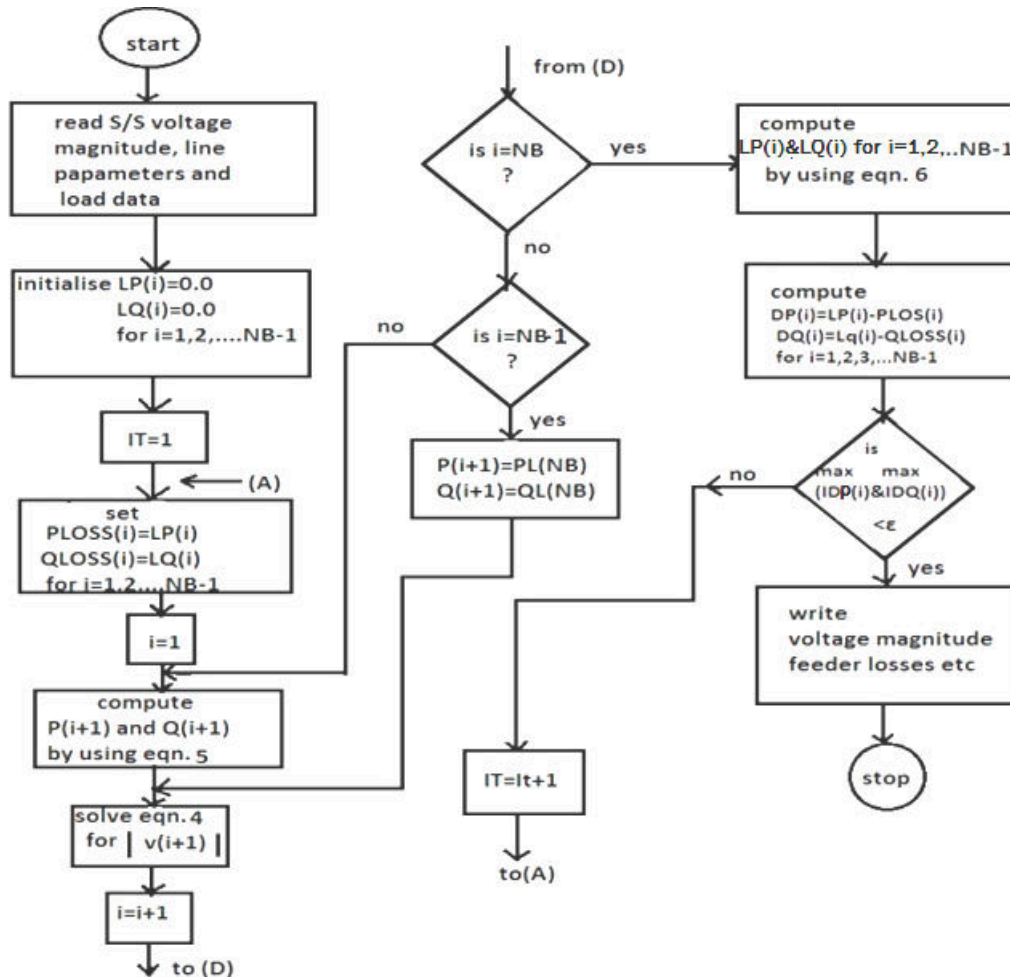 start
read S/S voltage
magnitude, line
papameters and
load data
initialise LP(i)=0.0
LQ(i)=0.0
for i=1,2,....NB-1
IT=1
(A)
set
PLOSS(i)=LP(i)
QLOSS(i)=LQ(i)
for i=1,2,...,NB-1
i=1
compute
P(i+1) and Q(i+1)
by using eqn. 5
solve eqn.4
for | v(i+1) |
i=i+1
to (D)
from (D)
is i=NB
?
yes
no
is i=NB-1
?
no
yes
P(i+1)=PL(NB)
Q(i+1)=QL(NB)
IT=It+1
to(A)
compute
LP(i)&LQ(i) for i=1,2,..NB-1
by using eqn. 6
compute
DP(i)=LP(i)-PLOS(i)
DQ(i)=Lq(i)-QLOSS(i)
for i=1,2,3,...NB-1
is
max max
(IDp(i)&IDQ(i))
<ε
no
yes
write
voltage magnitude
feeder losses etc
stop